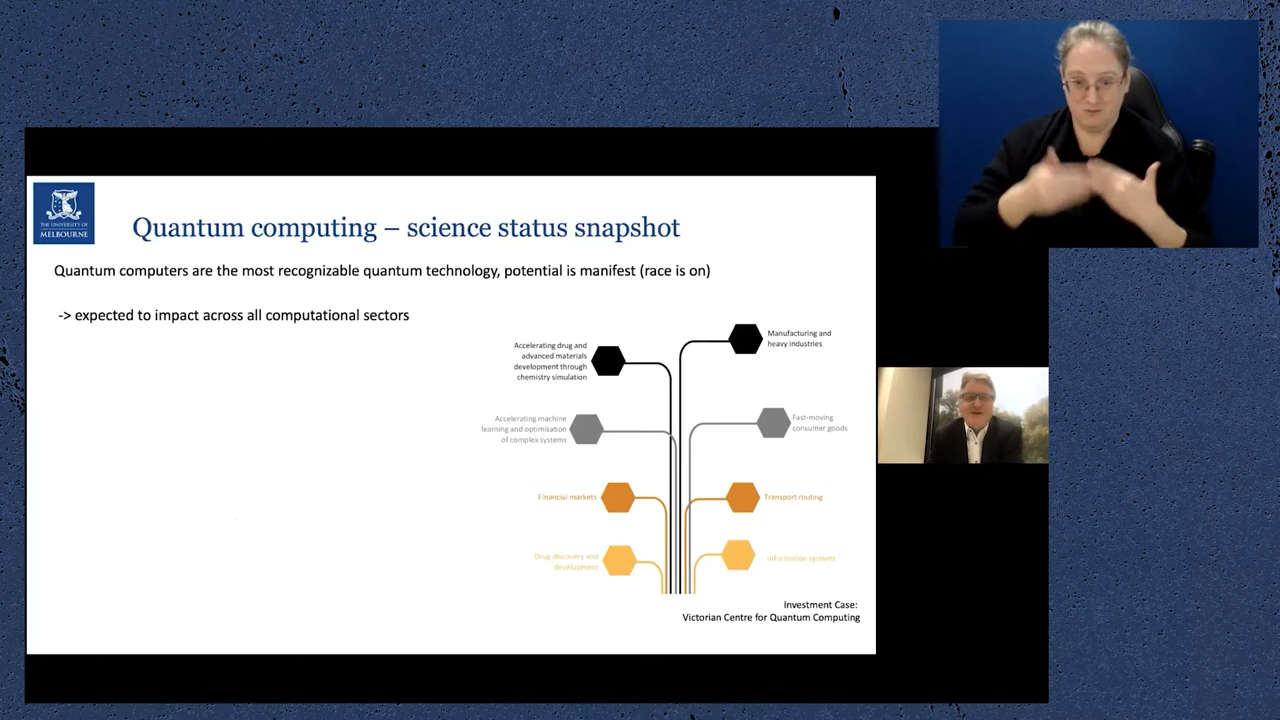 THE UNIVERSITY OF
MELBOURNE
Quantum computing – science status snapshot
Quantum computers are the most recognizable quantum technology, potential is manifest (race is on)
-> expected to impact across all computational sectors
Accelerating drug and
advanced materials
development through
chemistry simulation
Manufacturing and
heavy industries
Accelerating machine
learning and optimisation
of complex systems
Fast-moving
consumer goods
Financial markets
Transport routing
Drug discovery and
development
Information systems
Investment Case:
Victorian Centre for Quantum Computing